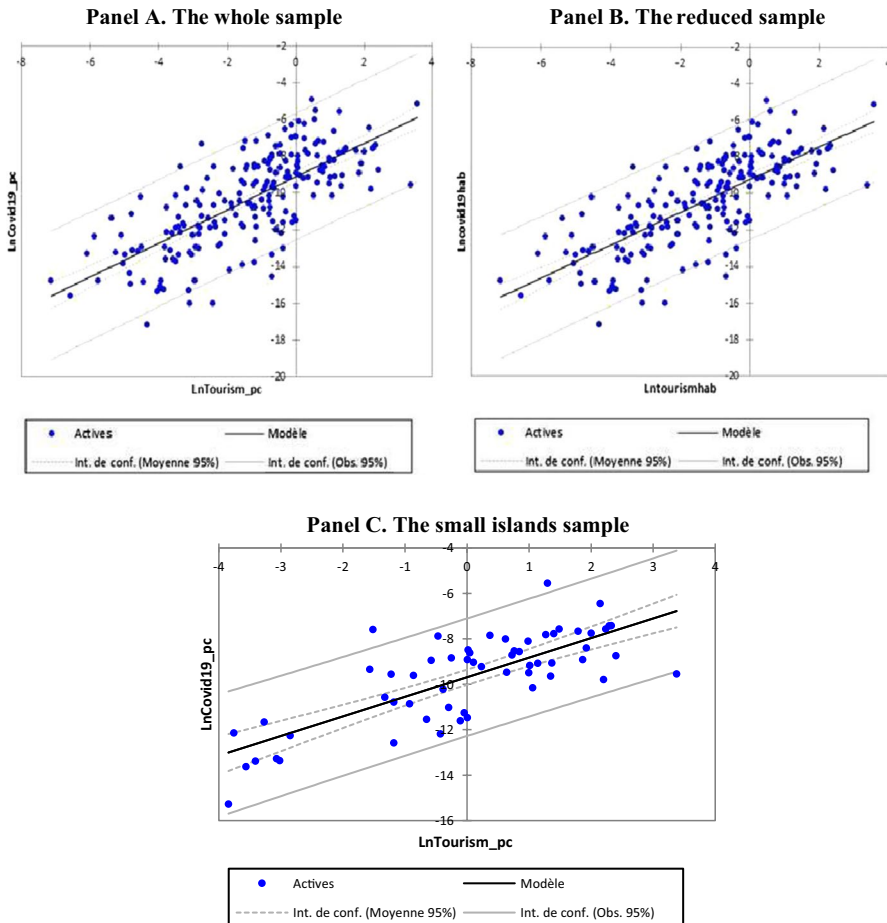 Panel A. The whole sample
-8 -6 -4 -2 0 2 4
-2
-4
-6
-8
-10
-12
-14
-16
-18
-20
LnCovid19_pc
LnTourism_pc
Actives
Modèle
Int. de conf. (Moyenne 95%)
Int. de conf. (Obs. 95%)
Panel B. The reduced sample
-8 -6 -4 -2 0 2 4
-2
-4
-6
-8
-10
-12
-14
-16
-18
-20
Lncovid19hab
Lntourismhab
Actives
Modèle
Int. de conf. (Moyenne 95%)
Int. de conf. (Obs. 95%)
Panel C. The small islands sample
-4 -3 -2 -1 0 1 2 3 4
-4
-6
-8
-10
-12
-14
-16
LnCovid19_pc
LnTourism_pc
Actives
Modèle
Int. de conf. (Moyenne 95%)
Int. de conf. (Obs. 95%)